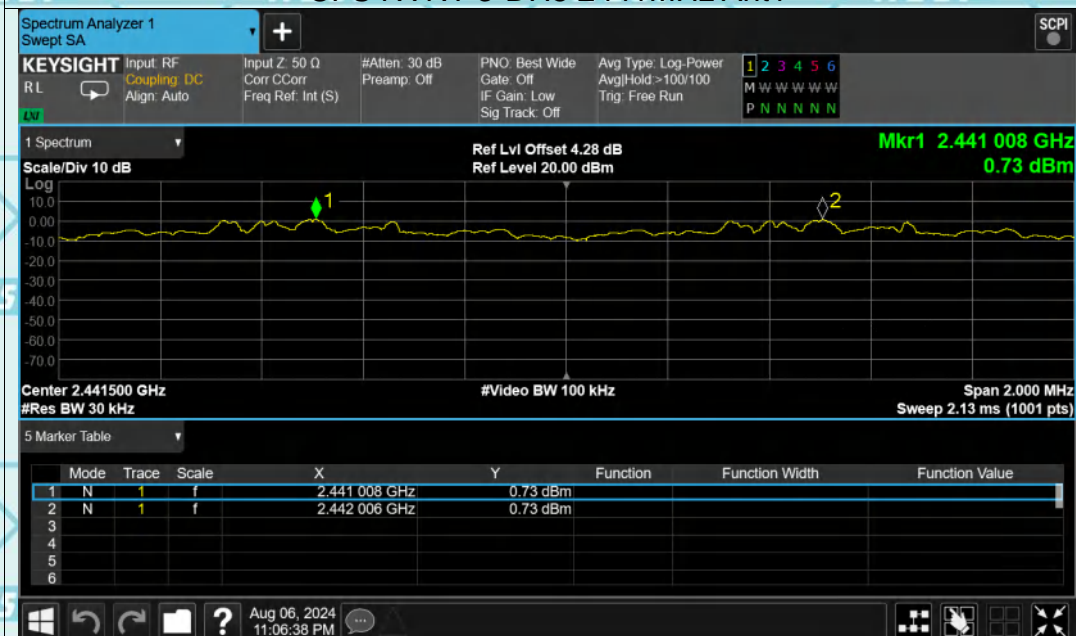 Spectrum Analyzer 1
Swept SA
+
SCPI
KEYSIGHT Input: RF Input Z: 50 Ω #Atten: 30 dB PNO: Best Wide Avg Type: Log-Power 1 2 3 4 5 6
RL Coupling: DC Corr CCorr Preamp: Off Gate: Off Avg|Hold:>100/100 M W W W W W
Align: Auto Freq Ref: Int (S) IF Gain: Low Trig: Free Run P N N N N N N
LXI Sig Track: Off
1 Spectrum Ref Lvl Offset 4.28 dB Mkr1 2.441 008 GHz
Scale/Div 10 dB Ref Level 20.00 dBm 0.73 dBm
Log
10.0 1 2
0.00
-10.0
-20.0
-30.0
-40.0
-50.0
-60.0
-70.0
Center 2.441500 GHz #Video BW 100 kHz Span 2.000 MHz
#Res BW 30 kHz Sweep 2.13 ms (1001 pts)
5 Marker Table
Mode Trace Scale X Y Function Function Width Function Value
1 N 1 f 2.441 008 GHz 0.73 dBm
2 N 1 f 2.442 006 GHz 0.73 dBm
3
4
5
6
? Aug 06, 2024
11:06:38 PM